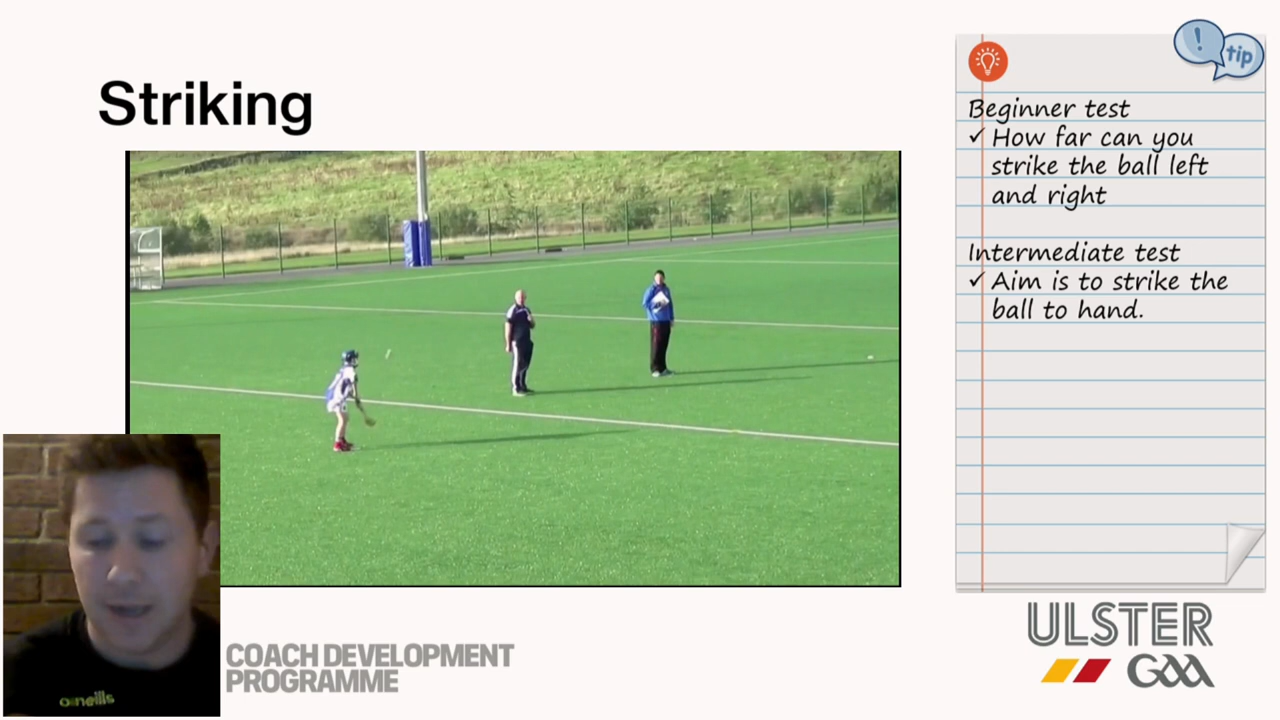 Striking
! tip
Beginner test
✓ How far can you
strike the ball left
and right
Intermediate test
✓ Aim is to strike the
ball to hand.
o'neills
COACH DEVELOPMENT
PROGRAMME
ULSTER
GAA